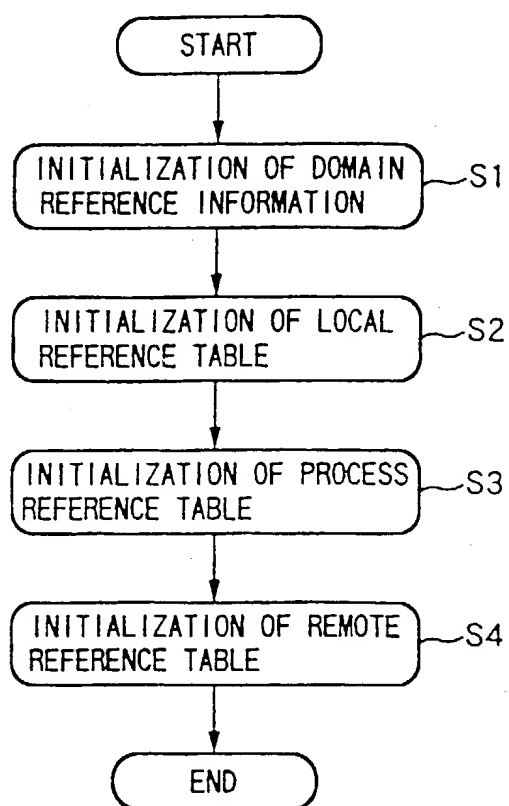 START
INITIALIZATION OF DOMAIN
REFERENCE INFORMATION
S1
INITIALIZATION OF LOCAL
REFERENCE TABLE
S2
INITIALIZATION OF PROCESS
REFERENCE TABLE
S3
INITIALIZATION OF REMOTE
REFERENCE TABLE
S4
END